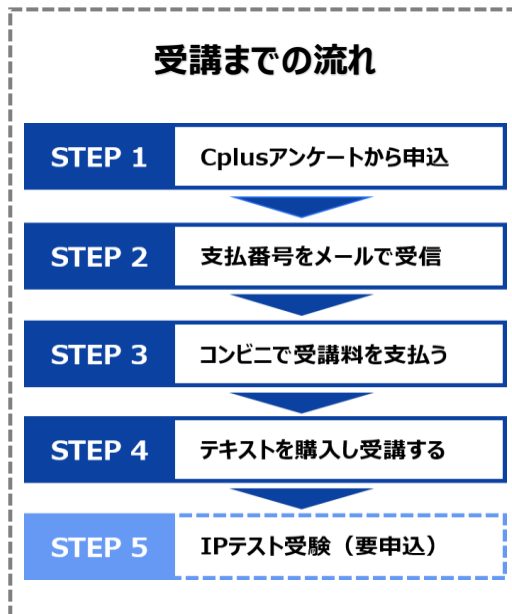 受講までの流れ
STEP 1 Cplusアンケートから申込
STEP 2 支払番号をメールで受信
STEP 3 コンビニで受講料を支払う
STEP 4 テキストを購入し受講する
STEP 5 IPテスト受験（要申込）